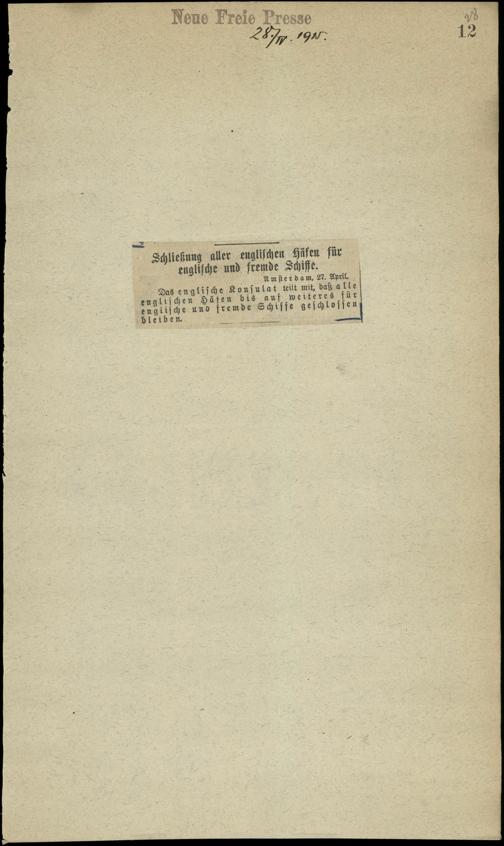 Neue Freie Presse
28
28./IV. 1915.
12
Schließung aller englischen Häfen für
englische und fremde Schiffe.
Amsterdam, 27. April.
Das englische Konsulat teilt mit, daß alle
englischen Häfen bis auf weiteres für
englische und fremde Schiffe geschlossen
bleiben.